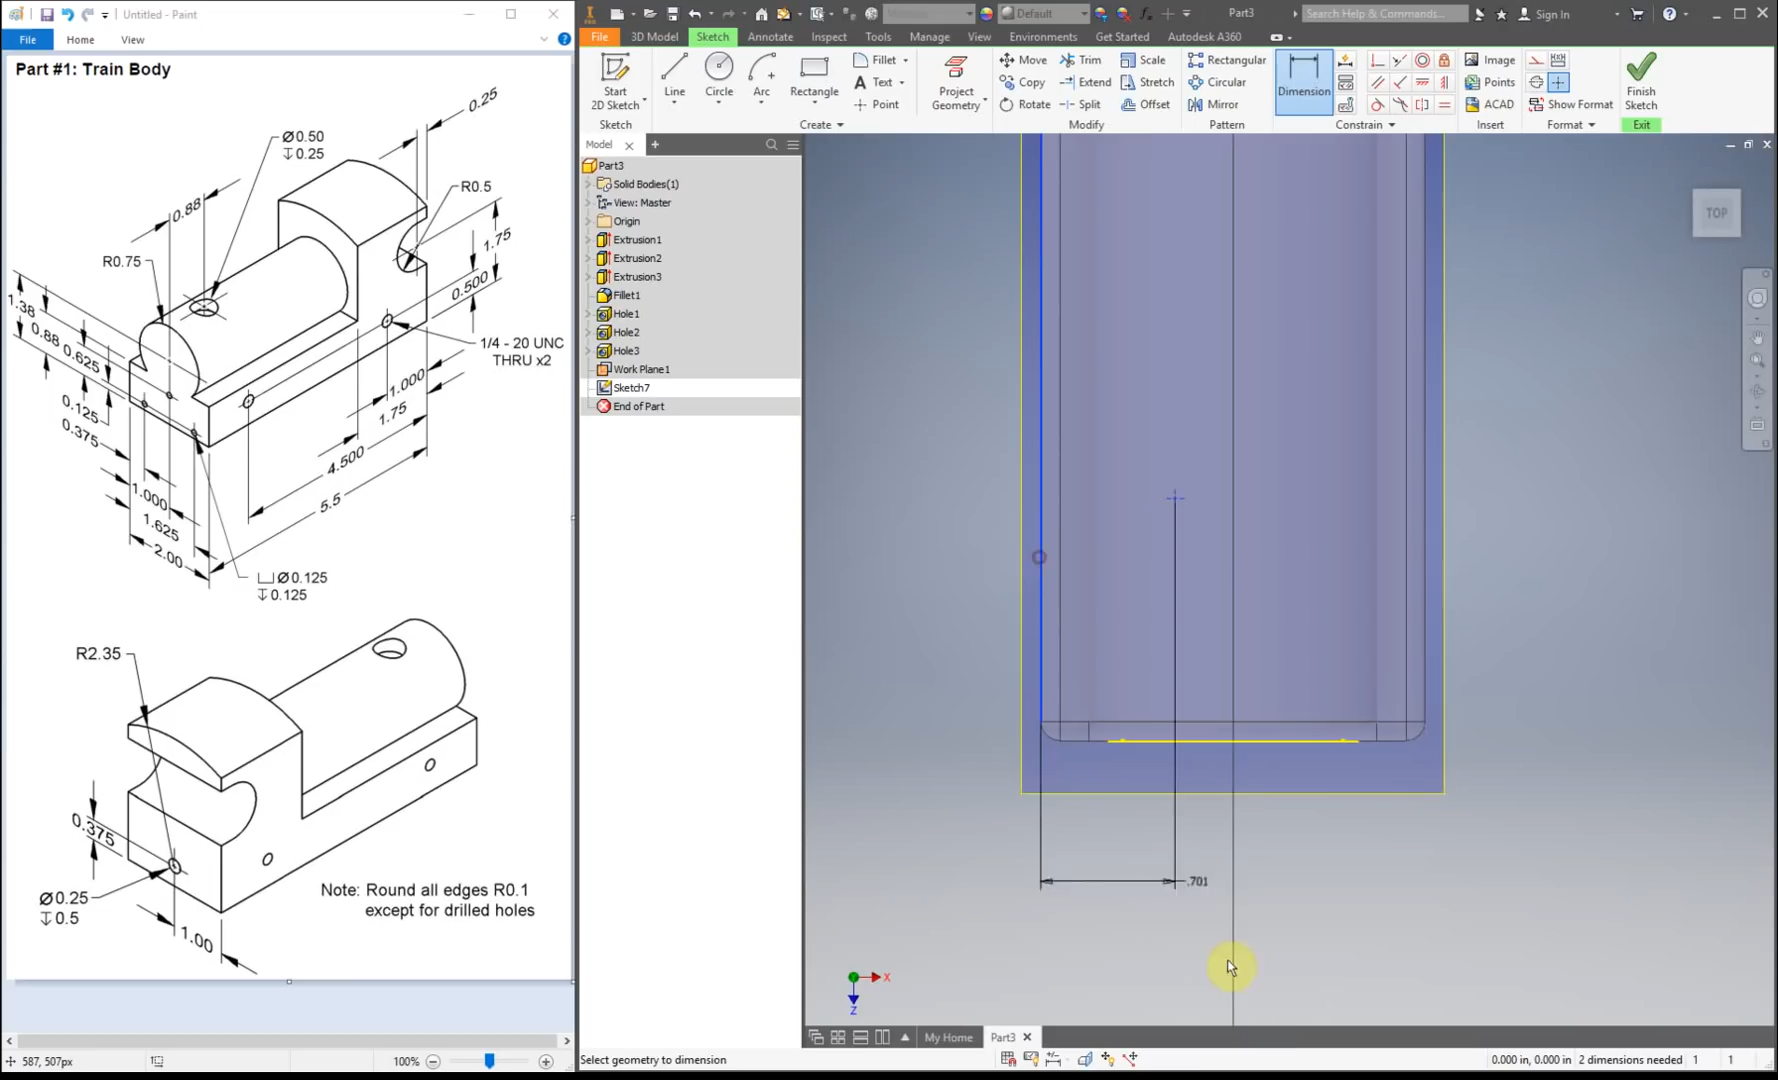 Untitled - Paint
File
Home
View
Part #1: Train Body
0.25
Ø0.50
↧0.25
0.88
R0.5
R0.75
1.75
0.500
1.38
0.88
0.625
1/4 - 20 UNC
THRU x2
0.125
0.375
1.000
1.75
4.500
5.5
1.000
1.625
2.00
⌴Ø0.125
↧0.125
R2.35
0.375
Ø0.25
↧0.5
1.00
Note: Round all edges R0.1
except for drilled holes
587, 507px
100%
Default
Part3
Search Help & Commands...
Sign In
File
3D Model
Sketch
Annotate
Inspect
Tools
Manage
View
Environments
Get Started
Autodesk A360
Start
2D Sketch
Line
Circle
Arc
Rectangle
Fillet
Text
Point
Project
Geometry
Move
Copy
Rotate
Trim
Extend
Split
Scale
Stretch
Offset
Rectangular
Circular
Mirror
Dimension
Image
Points
ACAD
Show Format
Finish
Sketch
Sketch
Create
Modify
Pattern
Constrain
Insert
Format
Exit
Model
Part3
Solid Bodies(1)
View: Master
Origin
Extrusion1
Extrusion2
Extrusion3
Fillet1
Hole1
Hole2
Hole3
Work Plane1
Sketch7
End of Part
TOP
.701
X
Z
My Home
Part3
Select geometry to dimension
0.000 in, 0.000 in
2 dimensions needed
1
1